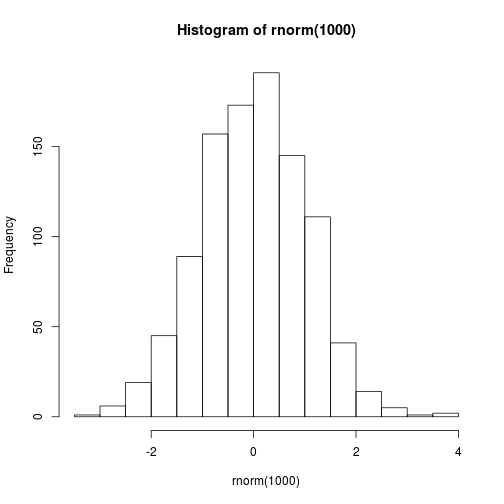 Histogram of rnorm(1000)
Frequency
150
100
50
0
-2 0 2 4
rnorm(1000)